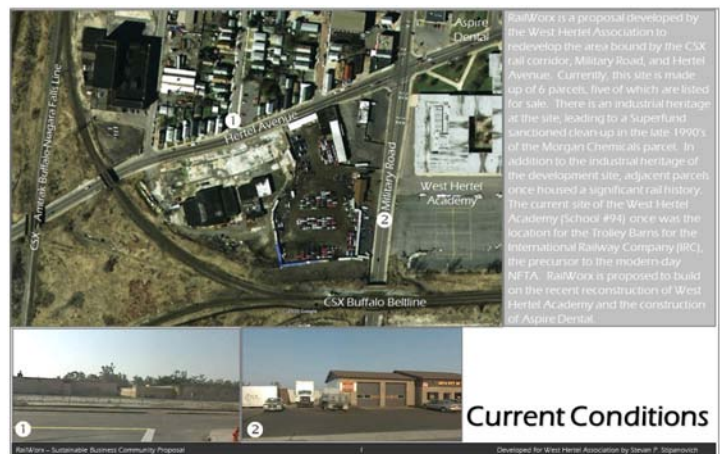 Aspire
Dental
CSX – Amtrak Buffalo-Niagara Falls Line
1
Hertel Avenue
Military Road
West Hertel
Academy
2
CSX Buffalo Beltline
RailWorx is a proposal developed by
the West Hertel Association to
redevelop the area bound by the CSX
rail corridor, Military Road, and Hertel
Avenue. Currently, this site is made
up of 6 parcels, five of which are listed
for sale. There is an industrial heritage
at the site, leading to a Superfund
sanctioned clean-up in the late 1990's
of the Morgan Chemicals parcel. In
addition to the industrial heritage of
the development site, adjacent parcels
once housed a significant rail history.
The current site of the West Hertel
Academy (School #94) once was the
location for the Trolley Barns for the
International Railway Company (IRC),
the precursor to the modern-day
NFTA. RailWorx is proposed to build
on the recent reconstruction of West
Hertel Academy and the construction
of Aspire Dental.
1
2
Current Conditions
RailWorx – Sustainable Business Community Proposal
1
Developed for West Hertel Association by Steven P. Stipanovich